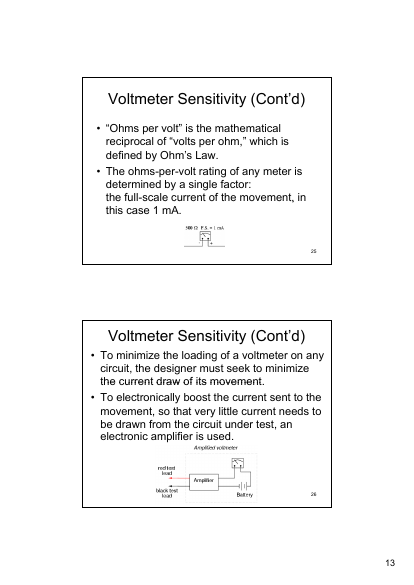 Voltmeter Sensitivity (Cont’d)
• “Ohms per volt” is the mathematical
reciprocal of “volts per ohm,” which is
defined by Ohm’s Law.
• The ohms-per-volt rating of any meter is
determined by a single factor:
the full-scale current of the movement, in
this case 1 mA.
500 Ω F.S. = 1 mA
- +
25
Voltmeter Sensitivity (Cont’d)
• To minimize the loading of a voltmeter on any
circuit, the designer must seek to minimize
the current draw of its movement.
• To electronically boost the current sent to the
movement, so that very little current needs to
be drawn from the circuit under test, an
electronic amplifier is used.
Amplified voltmeter
red test
lead
Amplifier
black test
lead
Battery
26
13